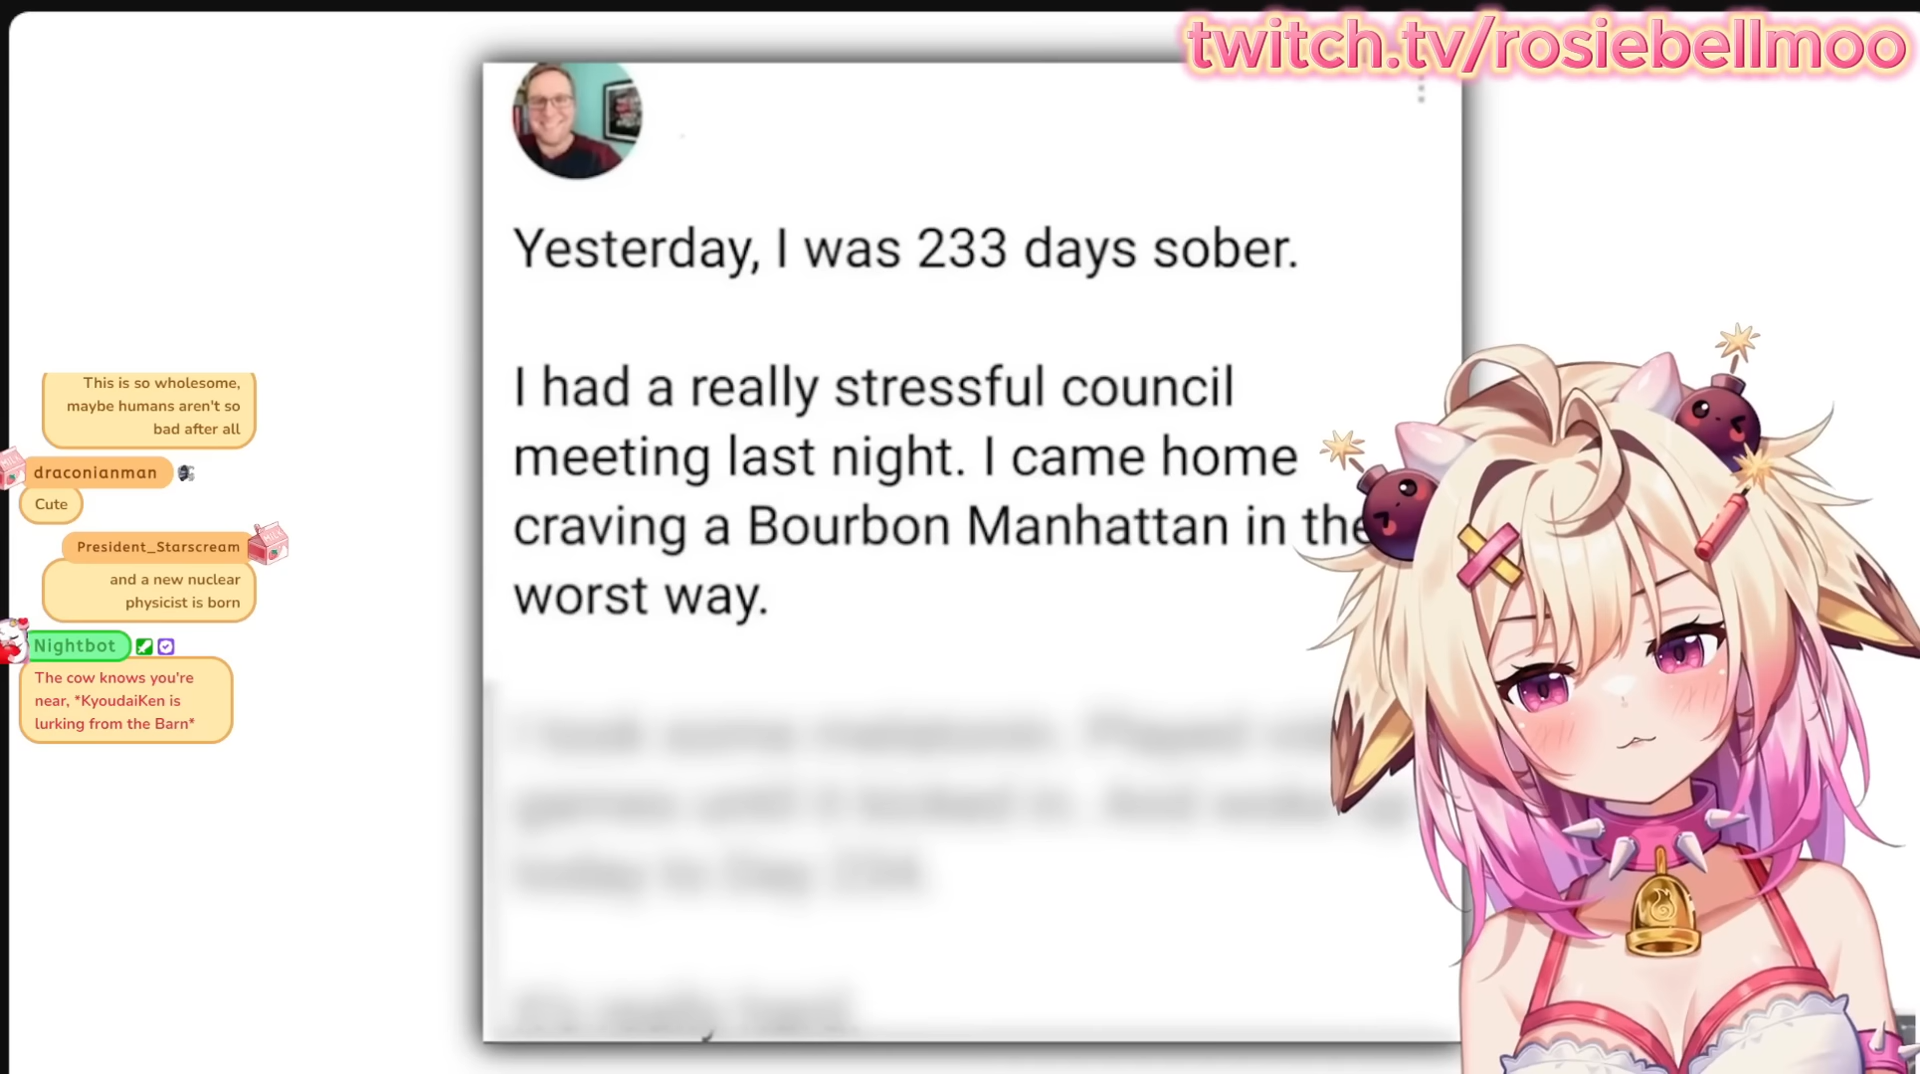 twitch.tv/rosiebellmoo
Yesterday, I was 233 days sober.
I had a really stressful council
meeting last night. I came home
craving a Bourbon Manhattan in the
worst way.
This is so wholesome,
maybe humans aren't so
bad after all
draconianman
Cute
President_Starscream
and a new nuclear
physicist is born
Nightbot
The cow knows you're
near, *KyoudaiKen is
lurking from the Barn*